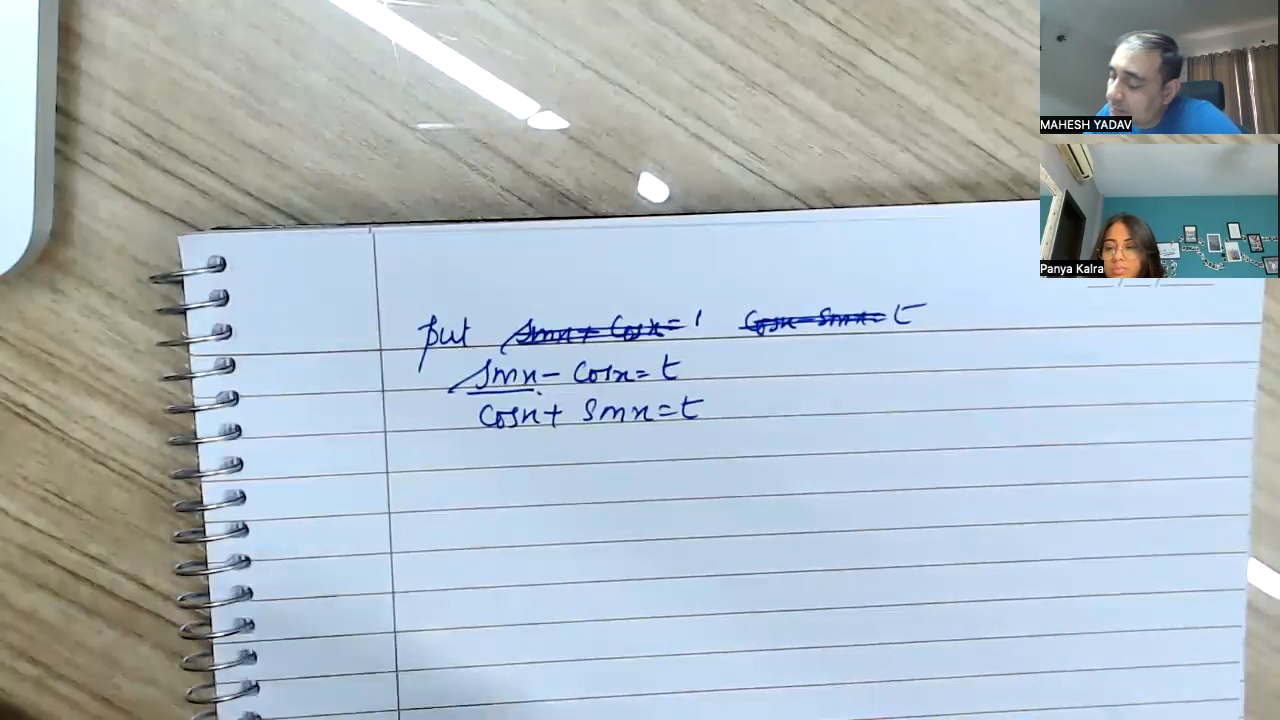 put sinx + cosx = 1 cosx - sinx = t
sinx - cosx = t
cosx + sinx = t
MAHESH YADAV
Panya Kalra